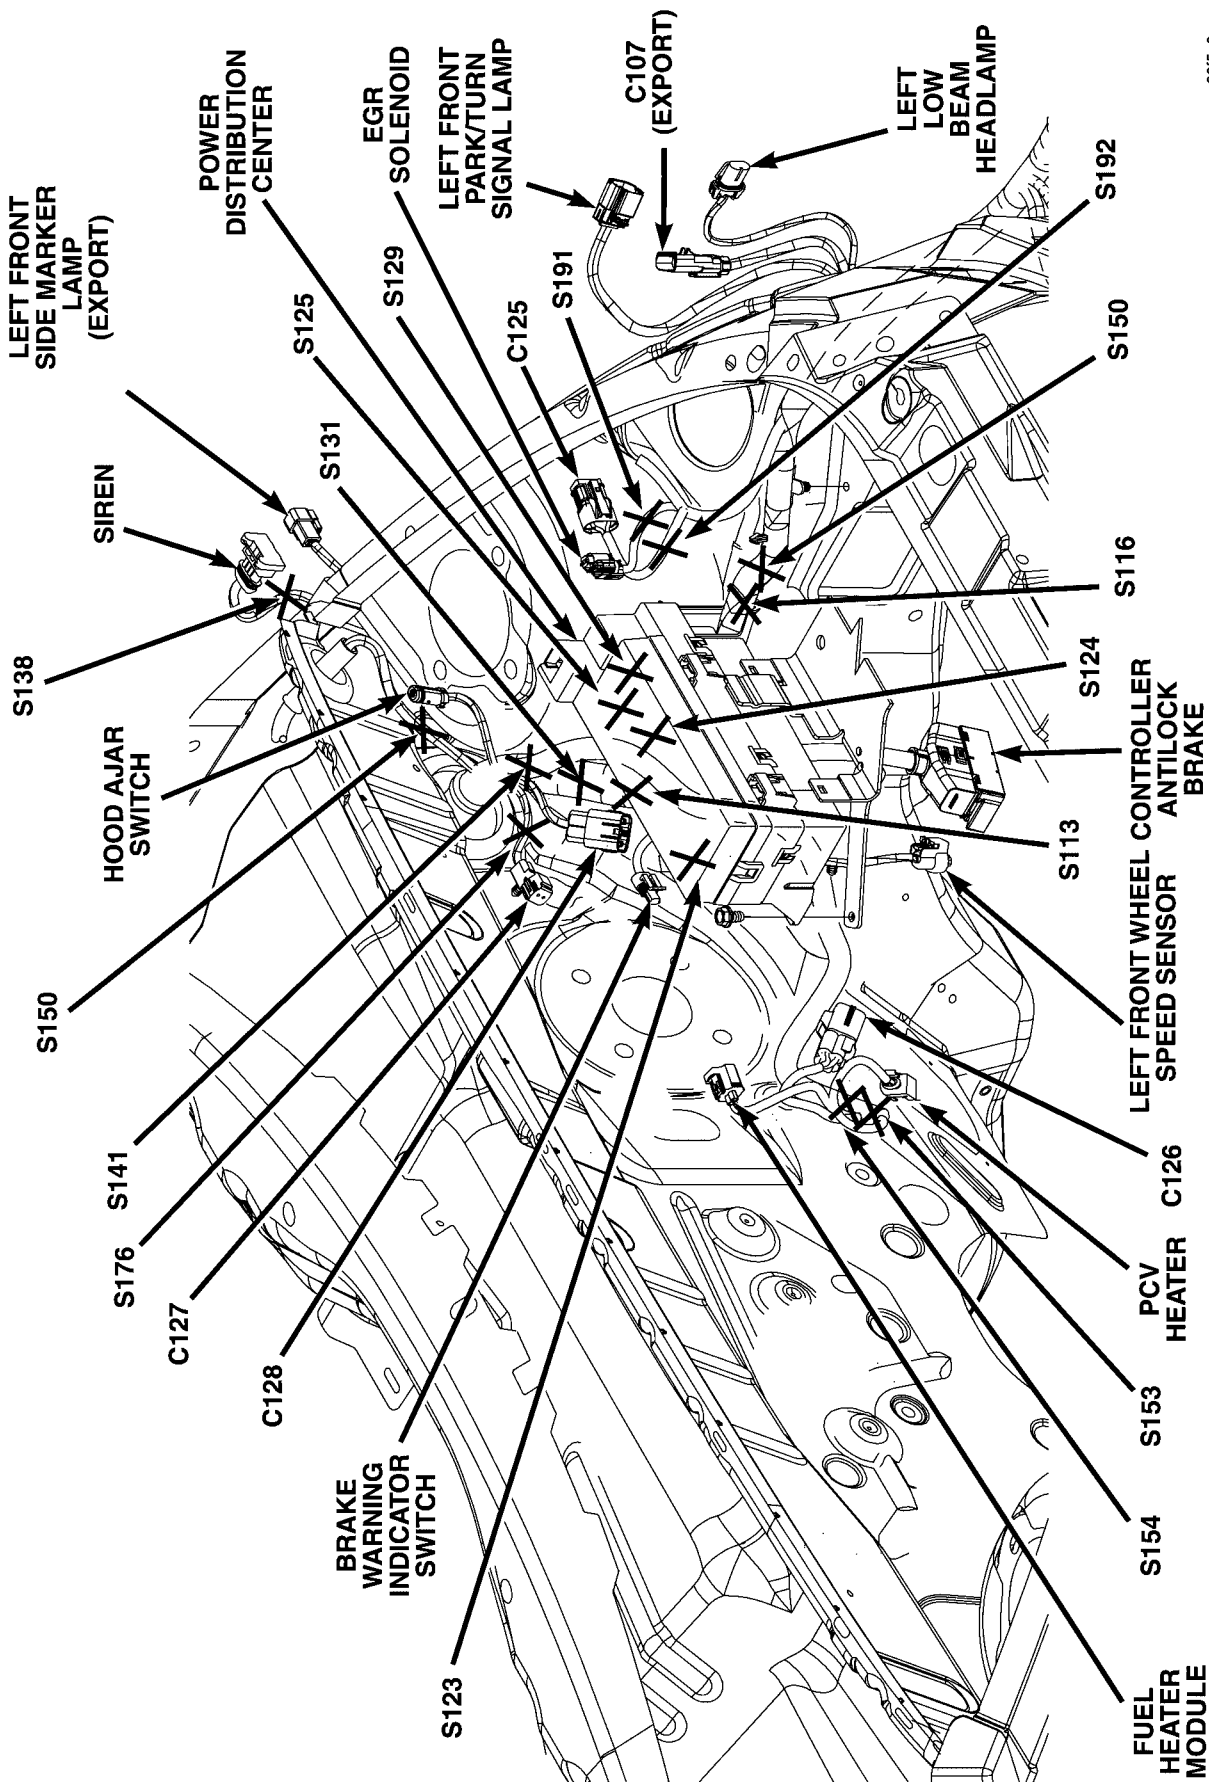 LEFT FRONT
SIDE MARKER
LAMP
(EXPORT)
SIREN
S138
HOOD AJAR
SWITCH
S150
S141
S176
C127
C128
BRAKE
WARNING
INDICATOR
SWITCH
S123
POWER
DISTRIBUTION
CENTER
S125
S131
EGR
SOLENOID
S129
LEFT FRONT
PARK/TURN
SIGNAL LAMP
C125
S191
C107
(EXPORT)
LEFT
LOW
BEAM
HEADLAMP
S192
S150
S116
S124
CONTROLLER
ANTILOCK
BRAKE
S113
LEFT FRONT WHEEL
SPEED SENSOR
C126
PCV
HEATER
S153
S154
FUEL
HEATER
MODULE